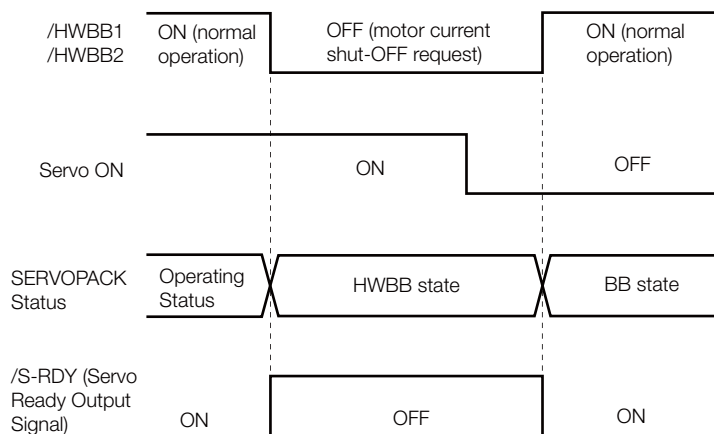 /HWBB1
/HWBB2
ON (normal
operation)
OFF (motor current
shut-OFF request)
ON (normal
operation)
Servo ON
ON
OFF
SERVOPACK
Status
Operating
Status
HWBB state
BB state
/S-RDY (Servo
Ready Output
Signal)
ON
OFF
ON